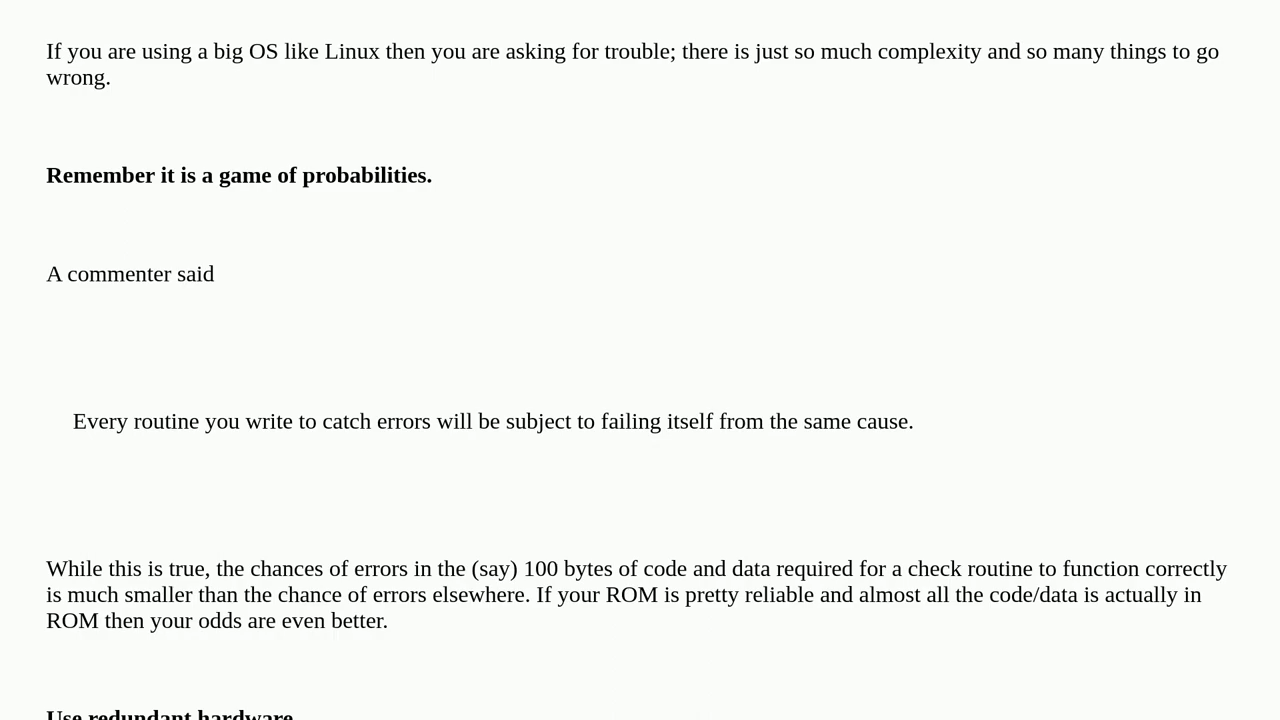 If you are using a big OS like Linux then you are asking for trouble; there is just so much complexity and so many things to go
wrong.
Remember it is a game of probabilities.
A commenter said
Every routine you write to catch errors will be subject to failing itself from the same cause.
While this is true, the chances of errors in the (say) 100 bytes of code and data required for a check routine to function correctly
is much smaller than the chance of errors elsewhere. If your ROM is pretty reliable and almost all the code/data is actually in
ROM then your odds are even better.
Use redundant hardware.